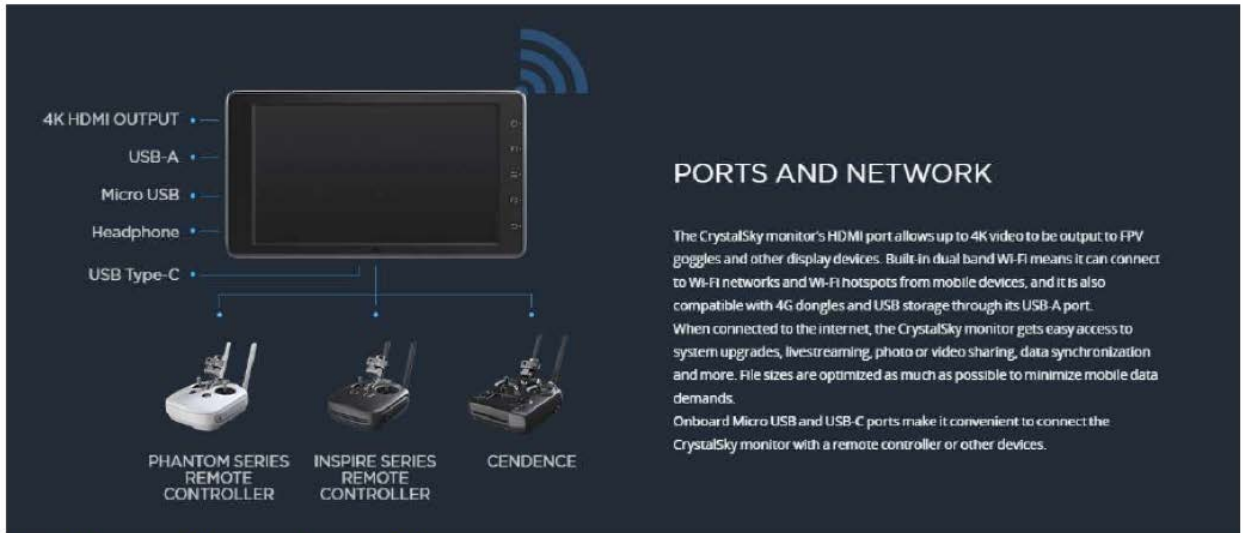 4K HDMI OUTPUT
USB-A
Micro USB
Headphone
USB Type-C
PHANTOM SERIES
REMOTE
CONTROLLER
INSPIRE SERIES
REMOTE
CONTROLLER
CENDENCE
PORTS AND NETWORK
The CrystalSky monitor's HDMI port allows up to 4K video to be output to FPV
goggles and other display devices. Built-in dual band Wi-Fi means it can connect
to Wi-Fi networks and Wi-Fi hotspots from mobile devices, and it is also
compatible with 4G dongles and USB storage through its USB-A port.
When connected to the internet, the CrystalSky monitor gets easy access to
system upgrades, livestreaming, photo or video sharing, data synchronization
and more. File sizes are optimized as much as possible to minimize mobile data
demands.
Onboard Micro USB and USB-C ports make it convenient to connect the
CrystalSky monitor with a remote controller or other devices.